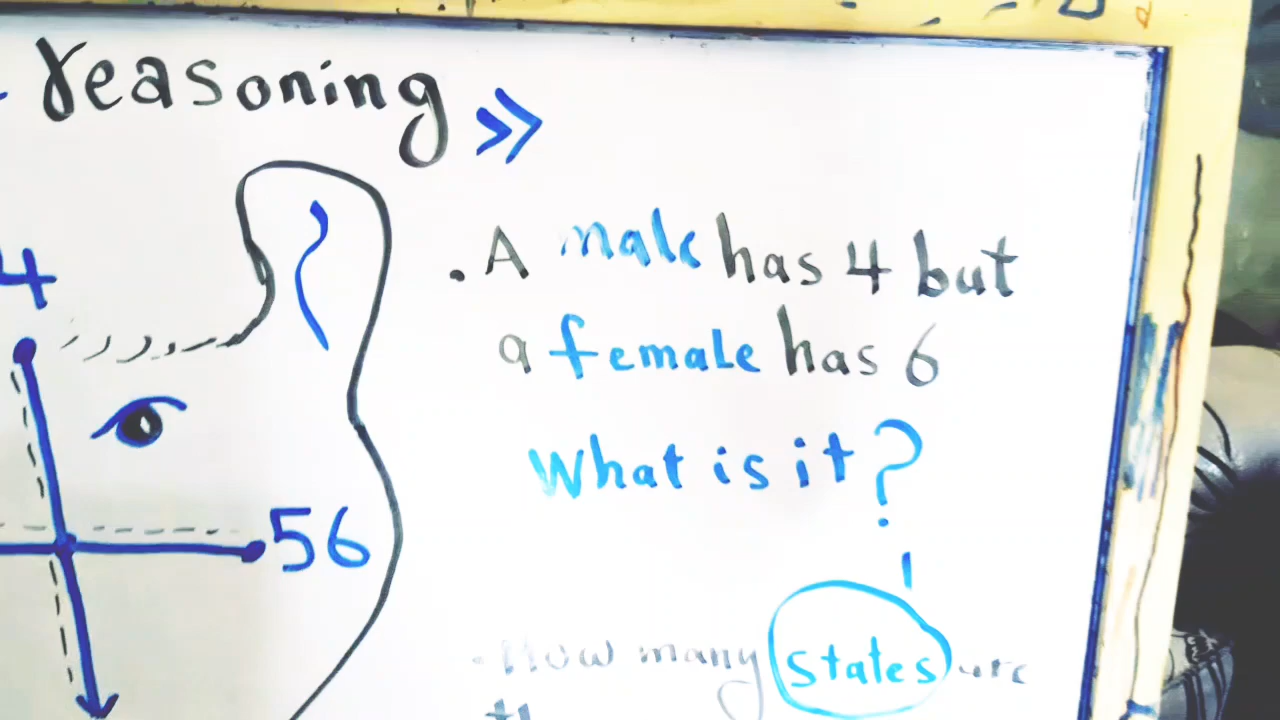 reasoning »
4
56
. A male has 4 but
a female has 6
What is it?
. How many states are